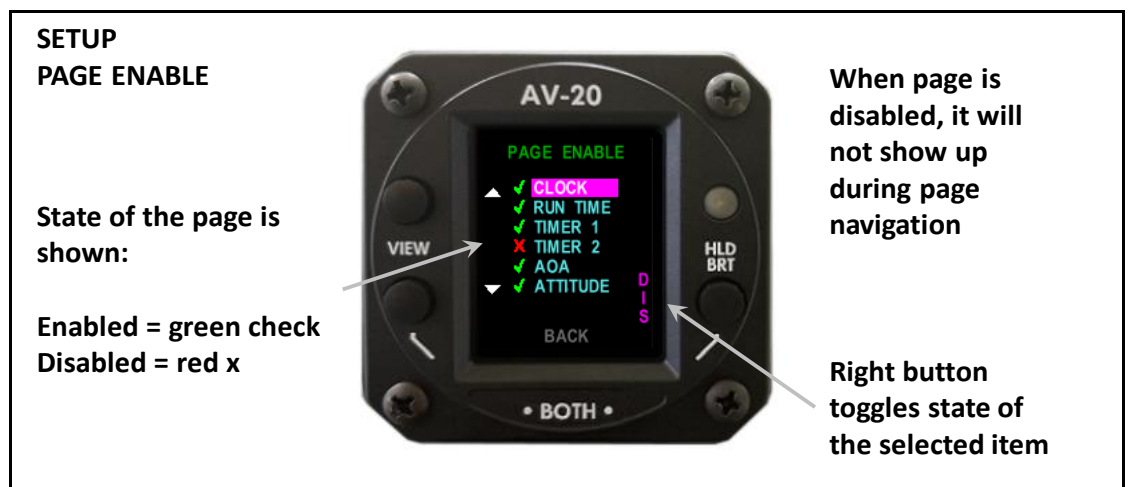 SETUP
PAGE ENABLE
State of the page is
shown:
Enabled = green check
Disabled = red x
AV-20
PAGE ENABLE
CLOCK
RUN TIME
TIMER 1
TIMER 2
AOA
ATTITUDE
DIS
BACK
VIEW
HLD
BRT
• BOTH •
When page is
disabled, it will
not show up
during page
navigation
Right button
toggles state of
the selected item